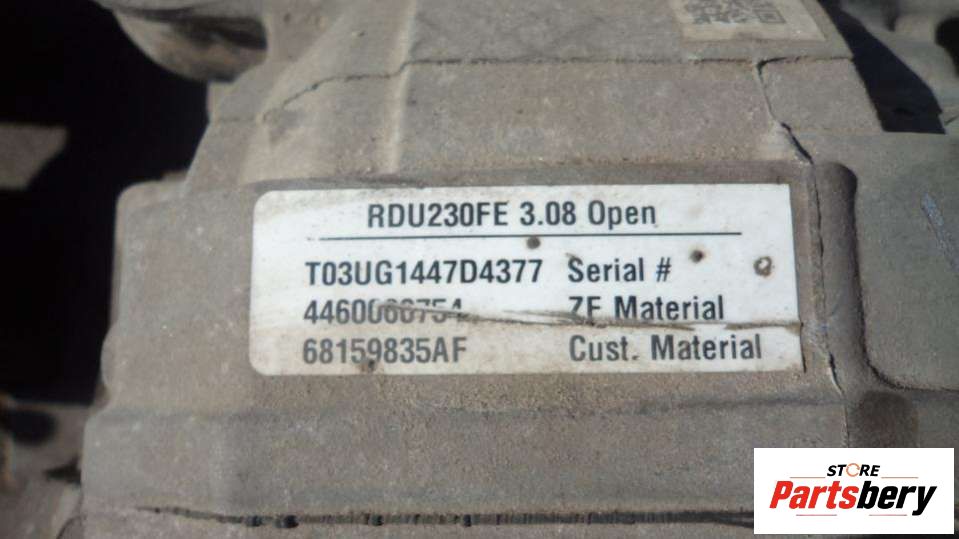 RDU230FE 3.08 Open
T03UG1447D4377 Serial #
ZF Material
68159835AF Cust. Material
STORE
Partsbery